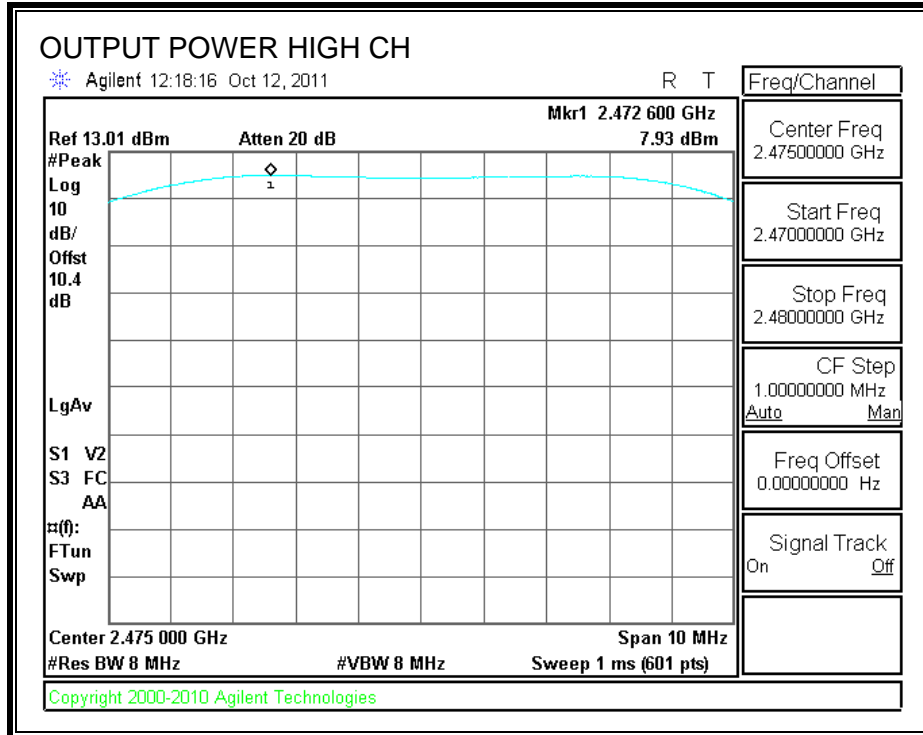 OUTPUT POWER HIGH CH
Agilent 12:18:16 Oct 12, 2011
R T
Mkr1 2.472 600 GHz
Ref 13.01 dBm
Atten 20 dB
7.93 dBm
#Peak
Log
10
dB/
Offst
10.4
dB
1
LgAv
S1 V2
S3 FC
AA
¤(f):
FTun
Swp
Center 2.475 000 GHz
Span 10 MHz
#Res BW 8 MHz
#VBW 8 MHz
Sweep 1 ms (601 pts)
Freq/Channel
Center Freq
2.47500000 GHz
Start Freq
2.47000000 GHz
Stop Freq
2.48000000 GHz
CF Step
1.00000000 MHz
Auto Man
Freq Offset
0.00000000 Hz
Signal Track
On Off
Copyright 2000-2010 Agilent Technologies